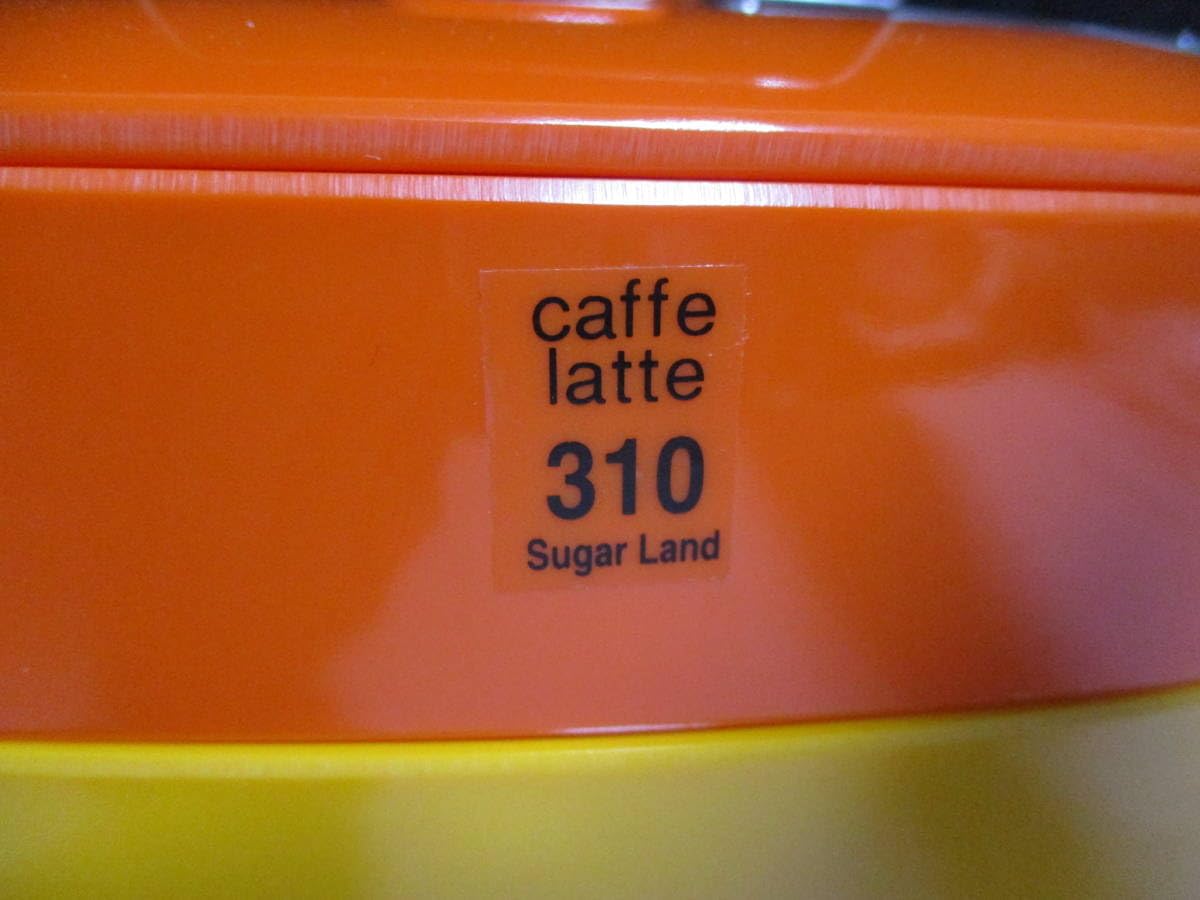 caffe
latte
310
Sugar Land